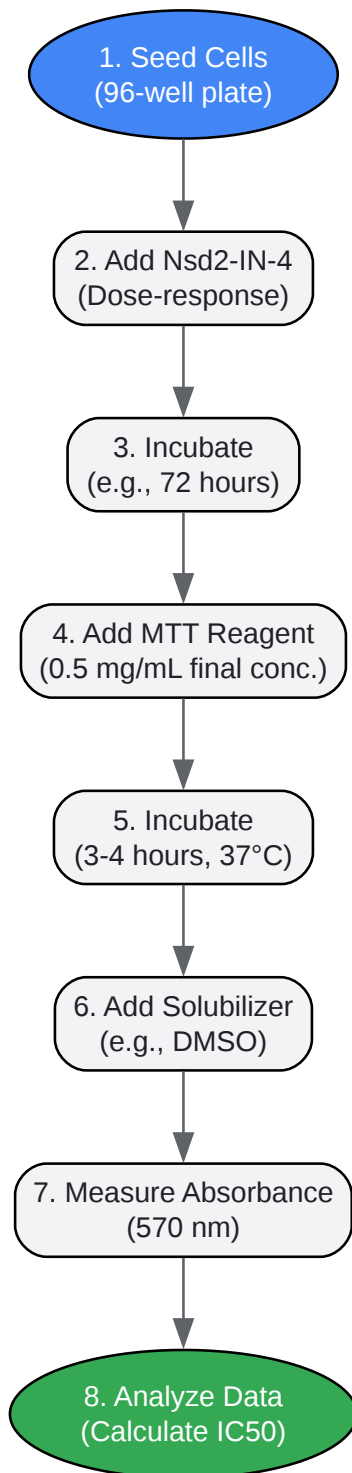 1. Seed Cells
(96-well plate)
2. Add Nsd2-IN-4
(Dose-response)
3. Incubate
(e.g., 72 hours)
4. Add MTT Reagent
(0.5 mg/mL final conc.)
5. Incubate
(3-4 hours, 37°C)
6. Add Solubilizer
(e.g., DMSO)
7. Measure Absorbance
(570 nm)
8. Analyze Data
(Calculate IC50)